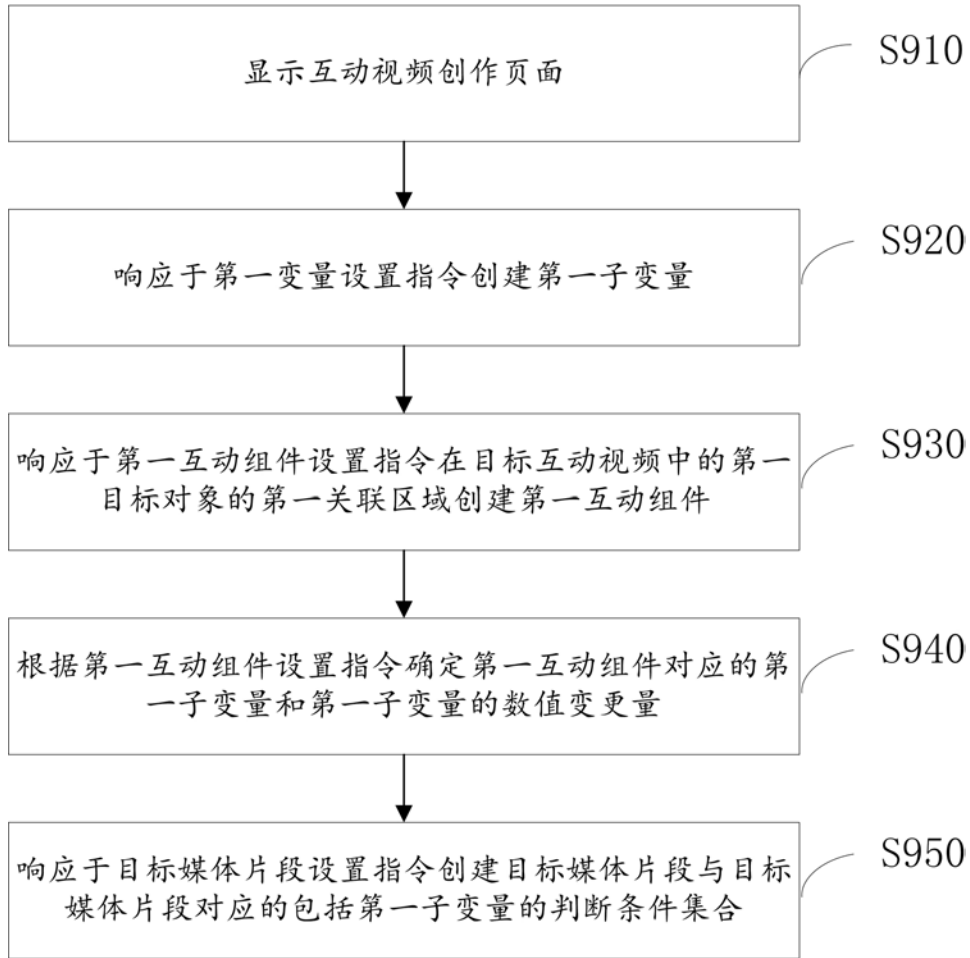 显示互动视频创作页面
S910
响应于第一变量设置指令创建第一子变量
S920
响应于第一互动组件设置指令在目标互动视频中的第一
目标对象的第一关联区域创建第一互动组件
S930
根据第一互动组件设置指令确定第一互动组件对应的第
一子变量和第一子变量的数值变更量
S940
响应于目标媒体片段设置指令创建目标媒体片段与目标
媒体片段对应的包括第一子变量的判断条件集合
S950